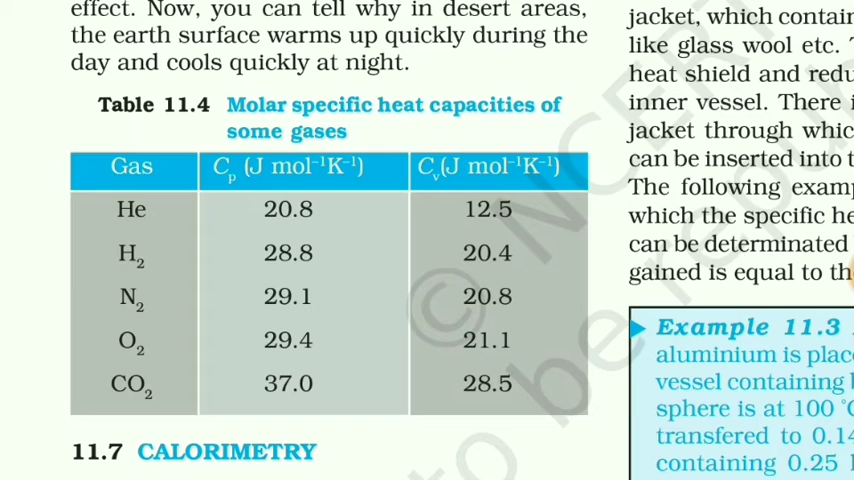 effect. Now, you can tell why in desert areas,
the earth surface warms up quickly during the
day and cools quickly at night.
Table 11.4 Molar specific heat capacities of
some gases
Gas Cp (J mol⁻¹K⁻¹) Cv(J mol⁻¹K⁻¹)
He 20.8 12.5
H₂ 28.8 20.4
N₂ 29.1 20.8
O₂ 29.4 21.1
CO₂ 37.0 28.5
11.7 CALORIMETRY
jacket, which contain
like glass wool etc.
heat shield and redu
inner vessel. There
jacket through whic
can be inserted into
The following examp
which the specific he
can be determinated
gained is equal to th
Example 11.3
aluminium is place
vessel containing
sphere is at 100 °C
transfered to 0.14
containing 0.25
© NCERT
to be repu